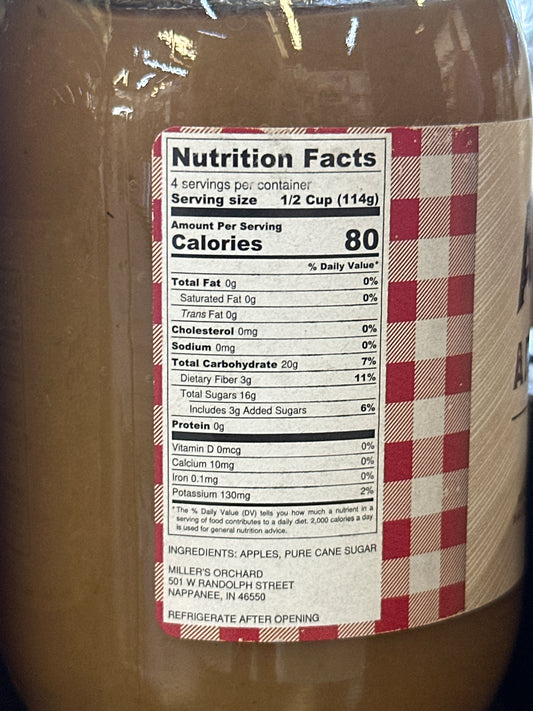 Nutrition Facts
4 servings per container
Serving size 1/2 Cup (114g)
Amount Per Serving
Calories 80
% Daily Value*
Total Fat 0g 0%
Saturated Fat 0g 0%
Trans Fat 0g
Cholesterol 0mg 0%
Sodium 0mg 0%
Total Carbohydrate 20g 7%
Dietary Fiber 3g 11%
Total Sugars 16g
Includes 3g Added Sugars 6%
Protein 0g
Vitamin D 0mcg 0%
Calcium 10mg 0%
Iron 0.1mg 0%
Potassium 130mg 2%
*The % Daily Value (DV) tells you how much a nutrient in a
serving of food contributes to a daily diet. 2,000 calories a day
is used for general nutrition advice.
INGREDIENTS: APPLES, PURE CANE SUGAR
MILLER'S ORCHARD
501 W RANDOLPH STREET
NAPPANEE, IN 46550
REFRIGERATE AFTER OPENING